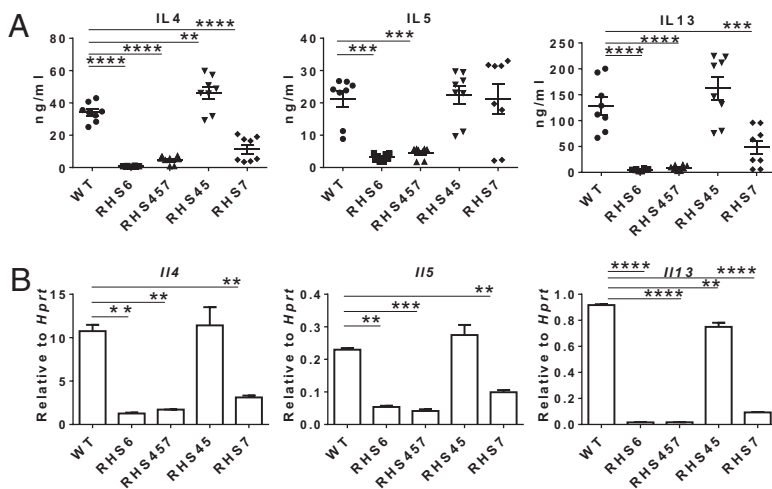 A
IL4
****
**
****
****
ng/ml
80
60
40
20
0
WT
RHS6
RHS457
RHS45
RHS7
IL5
***
***
ng/ml
40
30
20
10
0
WT
RHS6
RHS457
RHS45
RHS7
IL13
***
****
****
ng/ml
250
200
150
100
50
0
WT
RHS6
RHS457
RHS45
RHS7
B
Il4
**
**
**
Relative to Hprt
15
10
5
0
WT
RHS6
RHS457
RHS45
RHS7
Il5
**
***
**
Relative to Hprt
0.4
0.3
0.2
0.1
0.0
WT
RHS6
RHS457
RHS45
RHS7
Il13
****
****
**
****
Relative to Hprt
1.0
0.8
0.6
0.4
0.2
0.0
WT
RHS6
RHS457
RHS45
RHS7